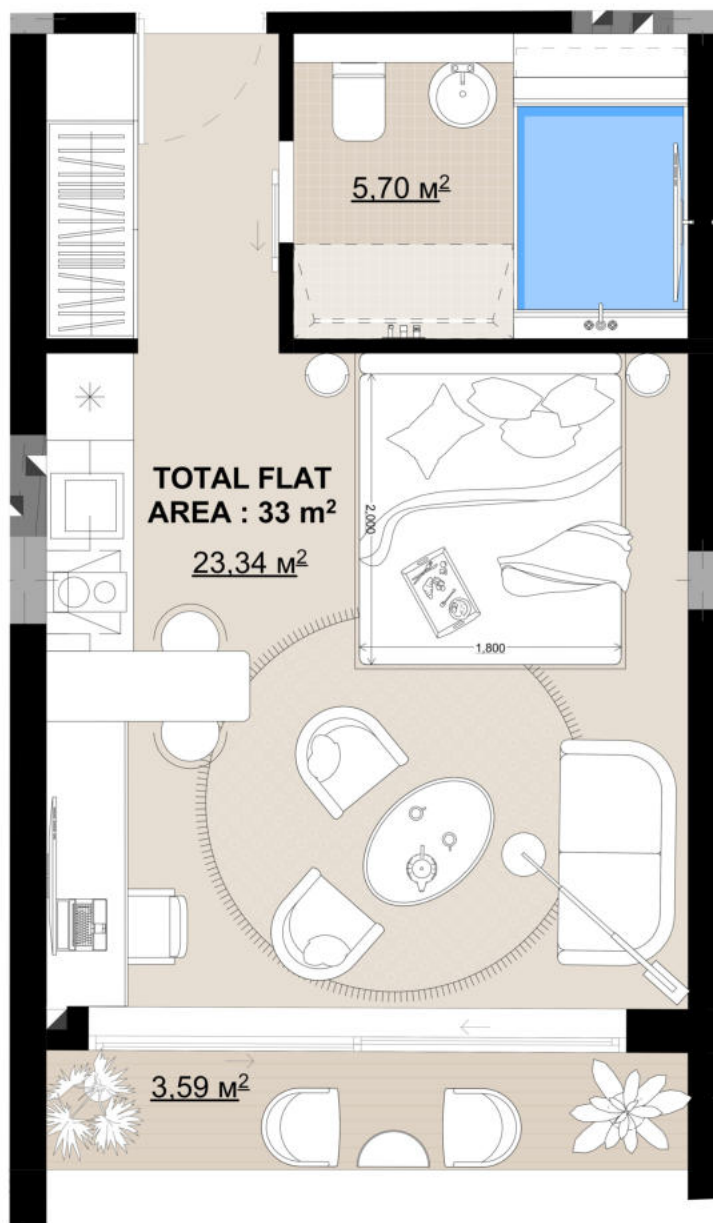 5,70 м²
TOTAL FLAT
AREA : 33 m²
23,34 м²
2,000
1,800
3,59 м²